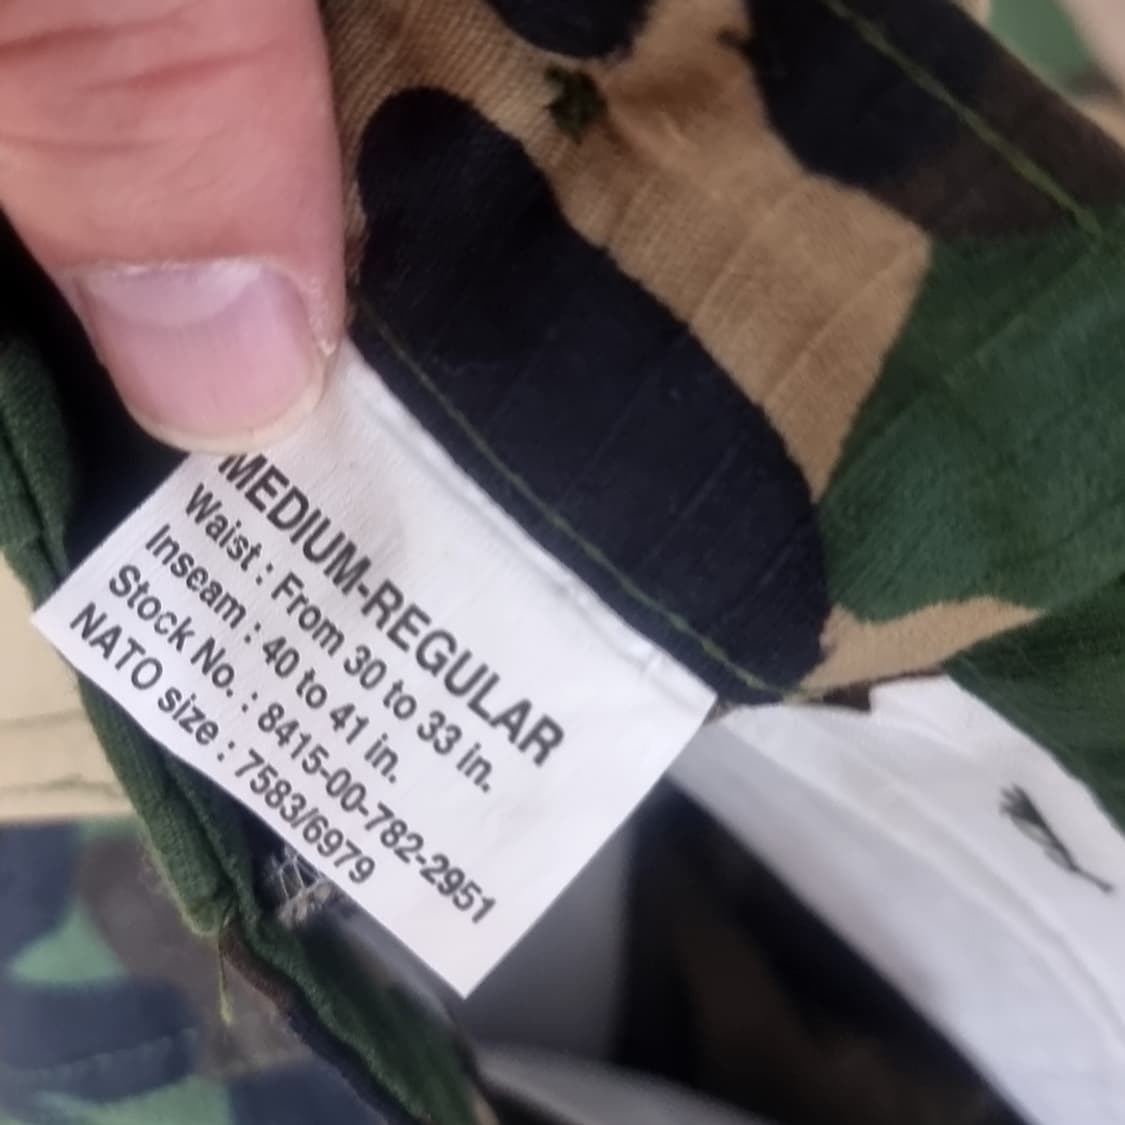 MEDIUM-REGULAR
Waist : From 30 to 33 in.
Inseam : 40 to 41 in.
Stock No. : 8415-00-782-2951
NATO size : 7583/6979